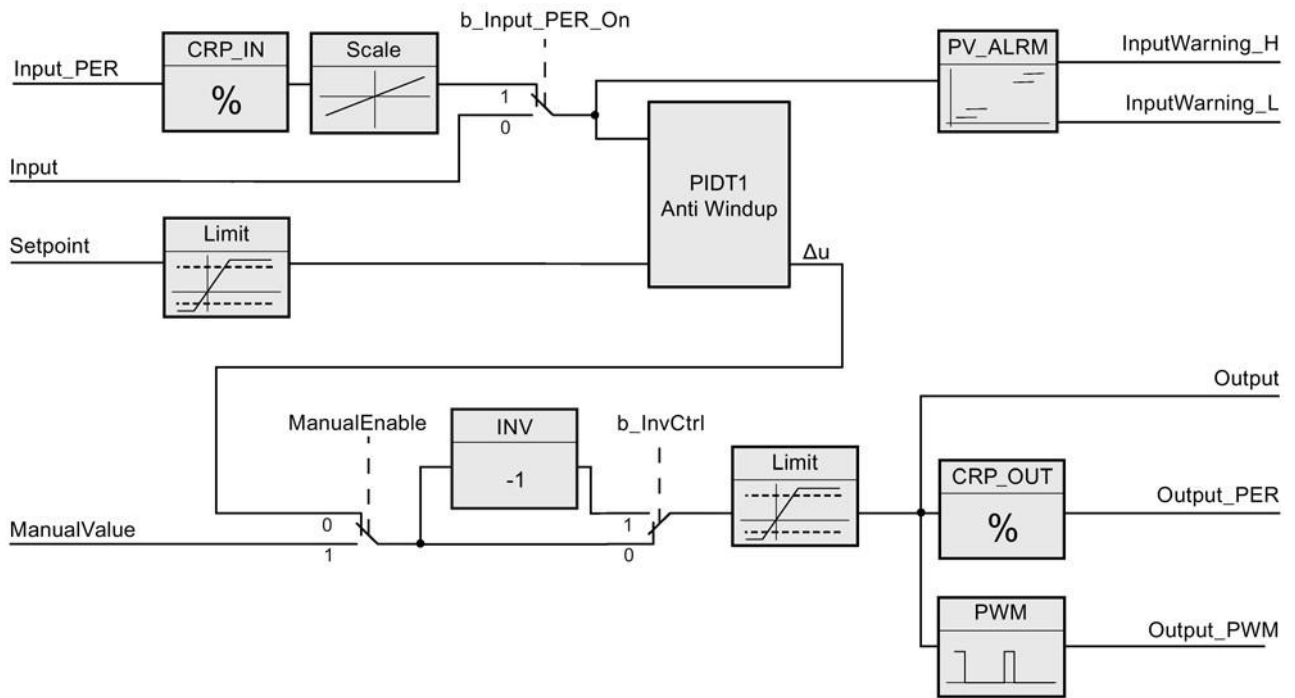 b_Input_PER_On
CRP_IN
Scale
PV_ALRM
InputWarning_H
Input_PER
%
1
0
InputWarning_L
Input
PIDT1
Anti Windup
Setpoint
Limit
Δu
Output
ManualEnable
INV
b_InvCtrl
-1
Limit
CRP_OUT
Output_PER
%
ManualValue
0
1
1
0
PWM
Output_PWM